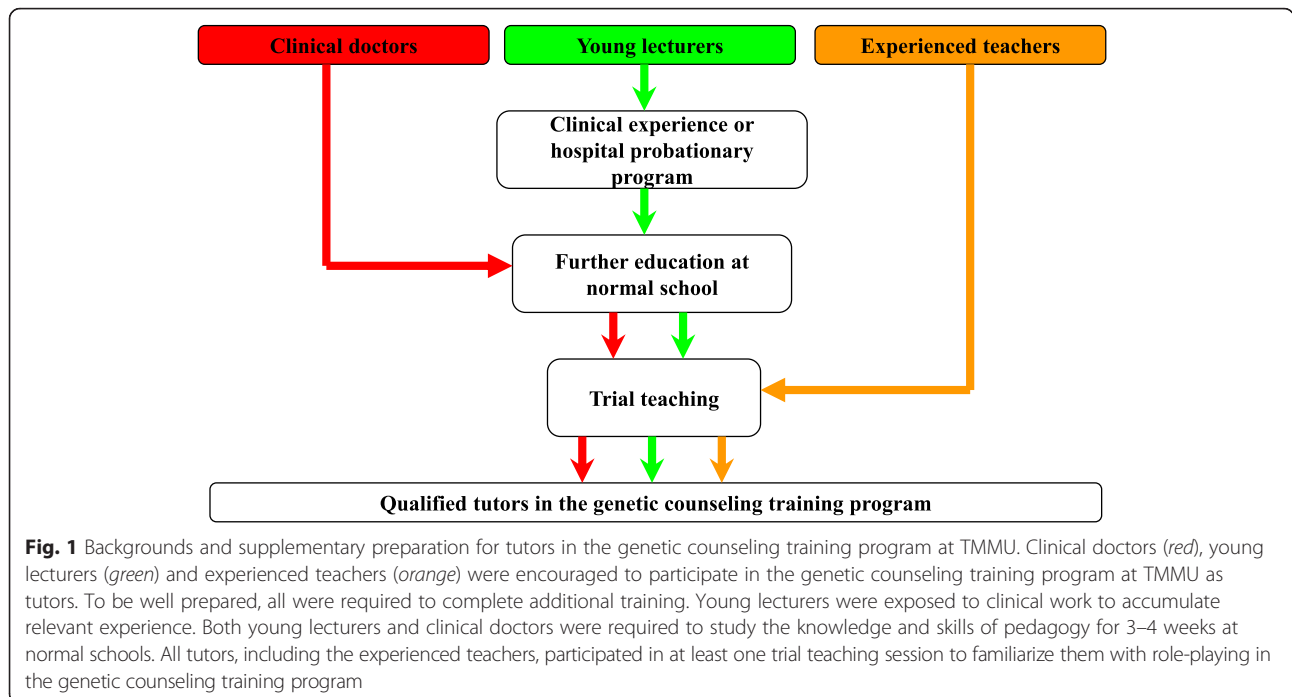 Clinical doctors
Young lecturers
Experienced teachers
Clinical experience or
hospital probationary
program
Further education at
normal school
Trial teaching
Qualified tutors in the genetic counseling training program
Fig. 1 Backgrounds and supplementary preparation for tutors in the genetic counseling training program at TMMU. Clinical doctors (red), young
lecturers (green) and experienced teachers (orange) were encouraged to participate in the genetic counseling training program at TMMU as
tutors. To be well prepared, all were required to complete additional training. Young lecturers were exposed to clinical work to accumulate
relevant experience. Both young lecturers and clinical doctors were required to study the knowledge and skills of pedagogy for 3–4 weeks at
normal schools. All tutors, including the experienced teachers, participated in at least one trial teaching session to familiarize them with role-playing in
the genetic counseling training program